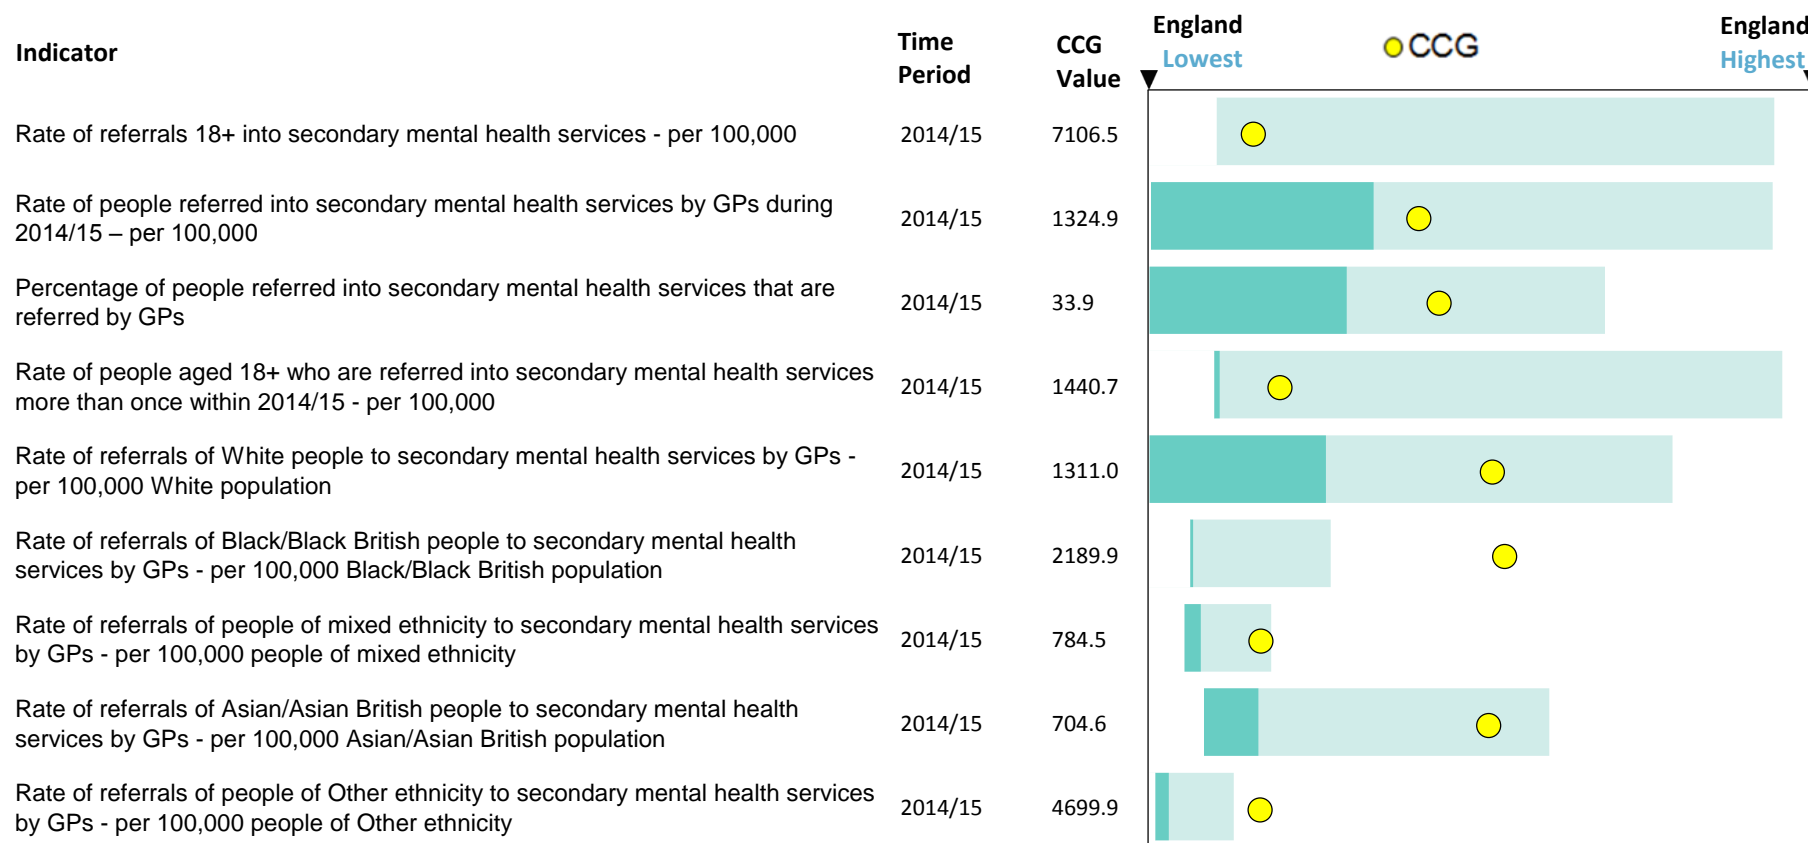 Indicator
Time
Period
CCG
Value
England
Lowest
CCG
England
Highest
Rate of referrals 18+ into secondary mental health services - per 100,000
2014/15
7106.5
Rate of people referred into secondary mental health services by GPs during
2014/15 – per 100,000
2014/15
1324.9
Percentage of people referred into secondary mental health services that are
referred by GPs
2014/15
33.9
Rate of people aged 18+ who are referred into secondary mental health services
more than once within 2014/15 - per 100,000
2014/15
1440.7
Rate of referrals of White people to secondary mental health services by GPs -
per 100,000 White population
2014/15
1311.0
Rate of referrals of Black/Black British people to secondary mental health
services by GPs - per 100,000 Black/Black British population
2014/15
2189.9
Rate of referrals of people of mixed ethnicity to secondary mental health services
by GPs - per 100,000 people of mixed ethnicity
2014/15
784.5
Rate of referrals of Asian/Asian British people to secondary mental health
services by GPs - per 100,000 Asian/Asian British population
2014/15
704.6
Rate of referrals of people of Other ethnicity to secondary mental health services
by GPs - per 100,000 people of Other ethnicity
2014/15
4699.9